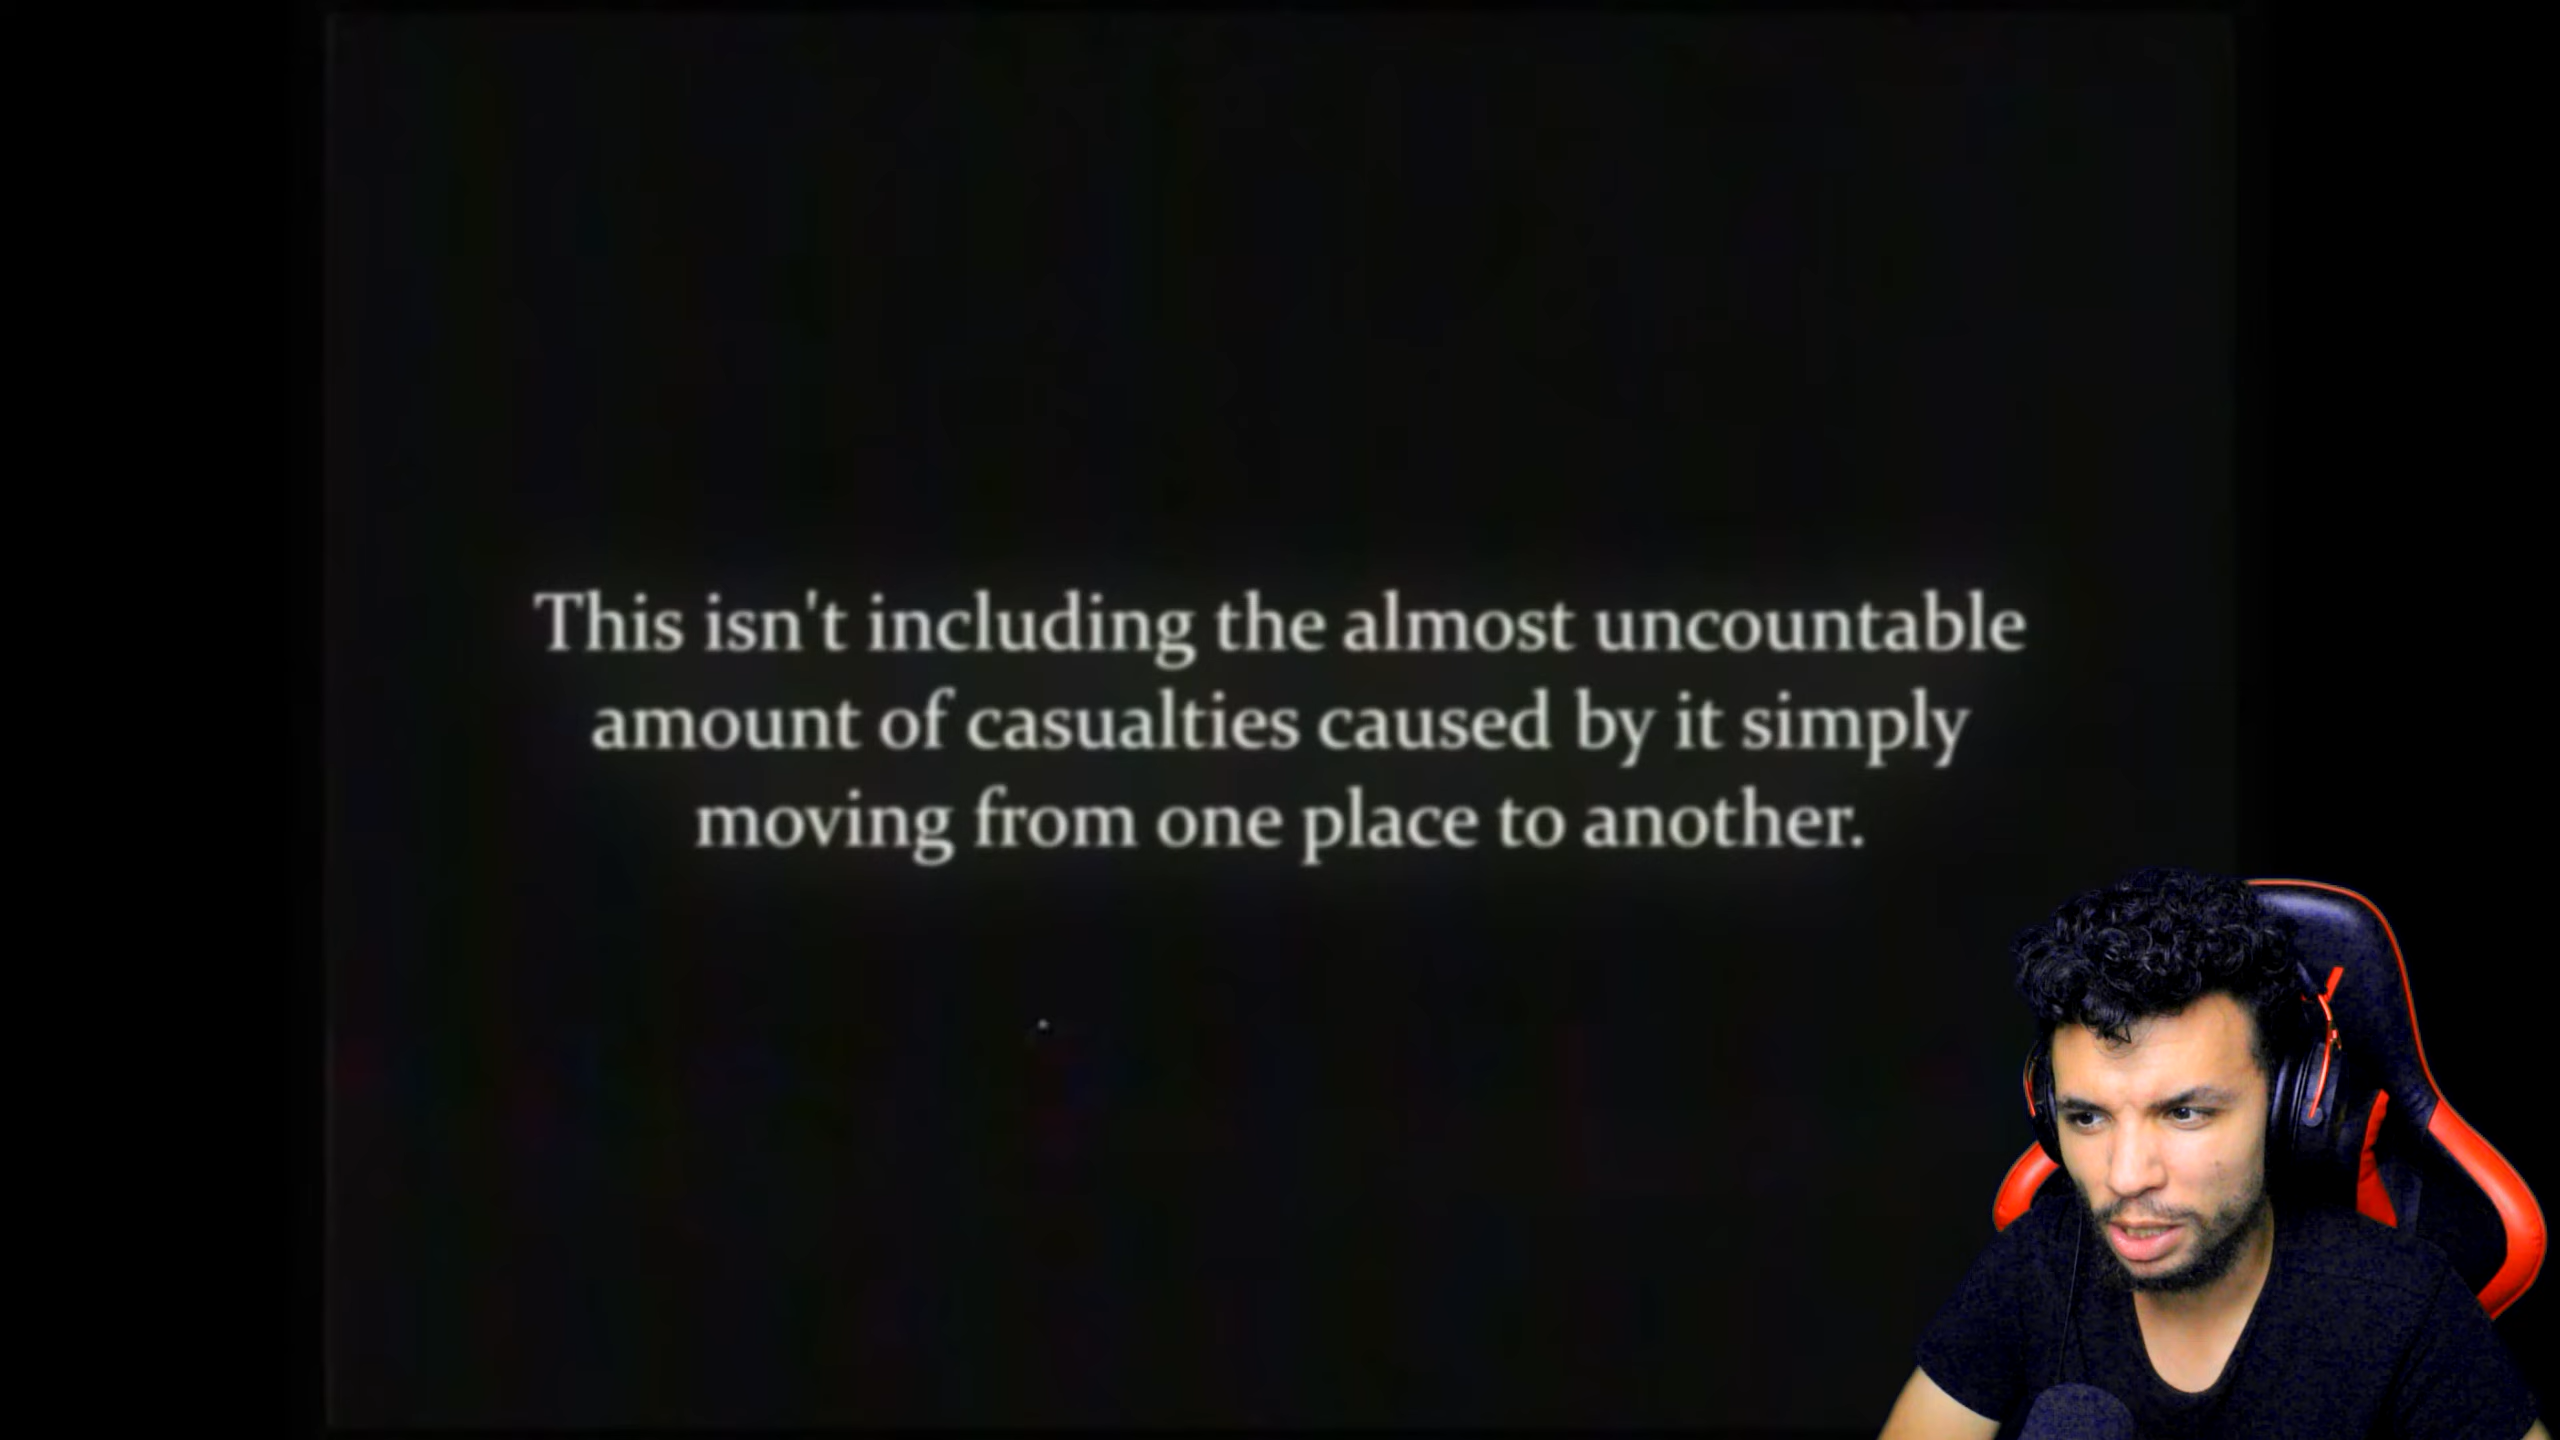 This isn't including the almost uncountable
amount of casualties caused by it simply
moving from one place to another.